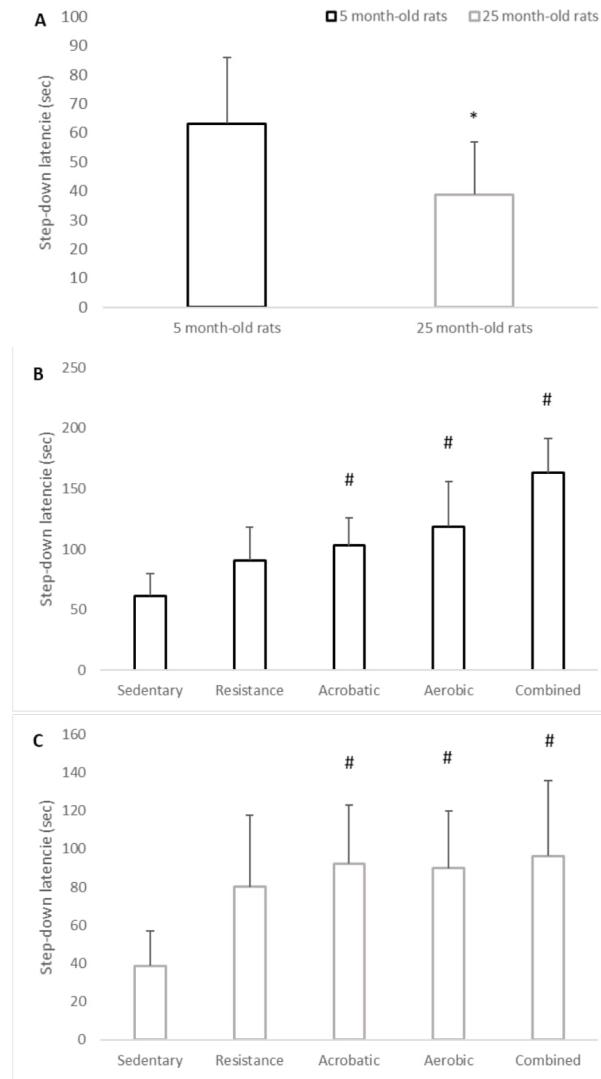 A
5 month-old rats 25 month-old rats
Step-down latencie (sec)
100
90
80
70
60
50
40
30
20
10
0
*
5 month-old rats 25 month-old rats
B
Step-down latencie (sec)
250
200
150
100
50
0
# # #
Sedentary Resistance Acrobatic Aerobic Combined
C
Step-down latencie (sec)
160
140
120
100
80
60
40
20
0
# # #
Sedentary Resistance Acrobatic Aerobic Combined